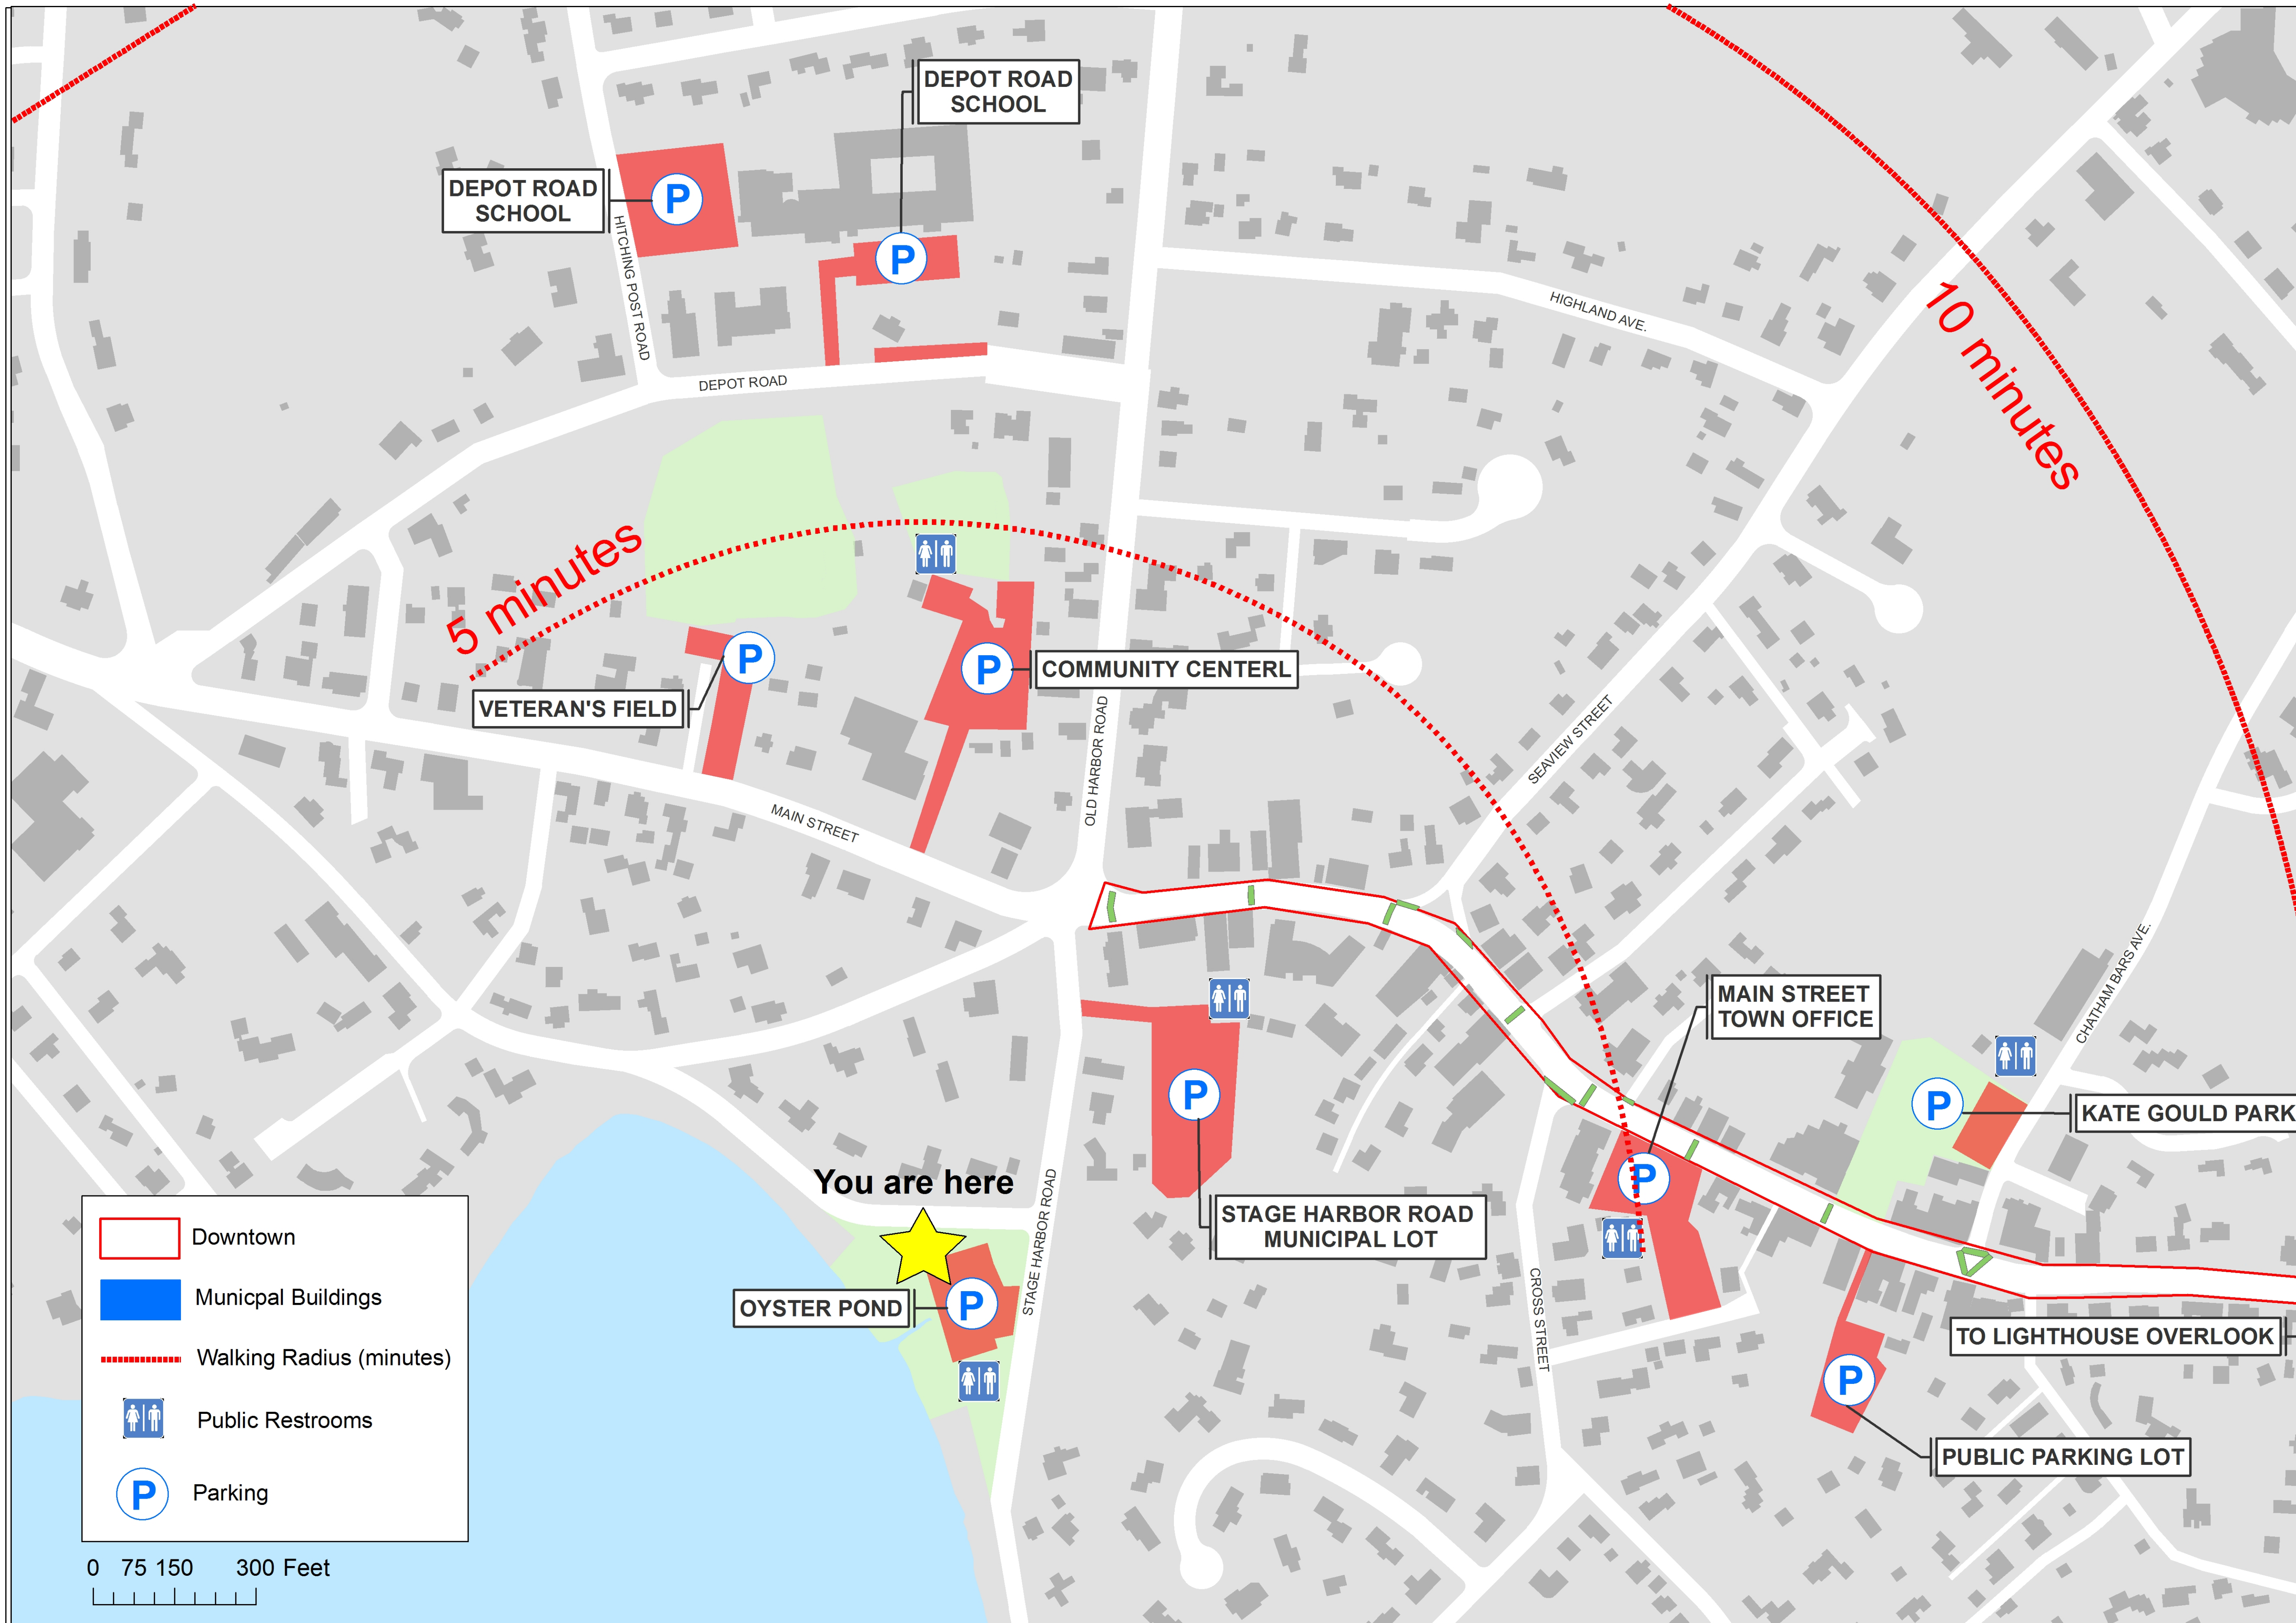 DEPOT ROAD
SCHOOL
P
DEPOT ROAD
SCHOOL
P
HITCHING POST ROAD
DEPOT ROAD
HIGHLAND AVE.
10 minutes
5 minutes
P
VETERAN'S FIELD
P
COMMUNITY CENTERL
OLD HARBOR ROAD
SEAVIEW STREET
MAIN STREET
MAIN STREET
TOWN OFFICE
P
CHATHAM BARS AVE.
P
KATE GOULD PARK
P
STAGE HARBOR ROAD
MUNICIPAL LOT
You are here
STAGE HARBOR ROAD
OYSTER POND
P
CROSS STREET
TO LIGHTHOUSE OVERLOOK
P
PUBLIC PARKING LOT
Downtown
Municpal Buildings
Walking Radius (minutes)
Public Restrooms
P
Parking
0 75 150 300 Feet